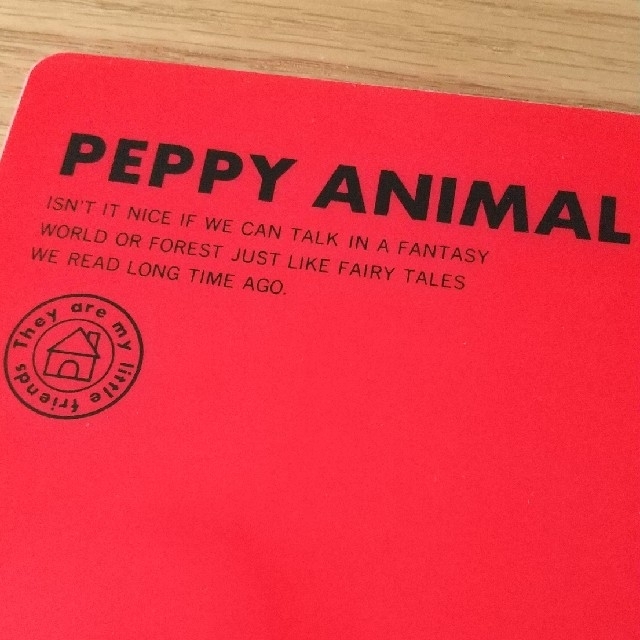 PEPPY ANIMAL
ISN'T IT NICE IF WE CAN TALK IN A FANTASY
WORLD OR FOREST JUST LIKE FAIRY TALES
WE READ LONG TIME AGO.
They are my little friends